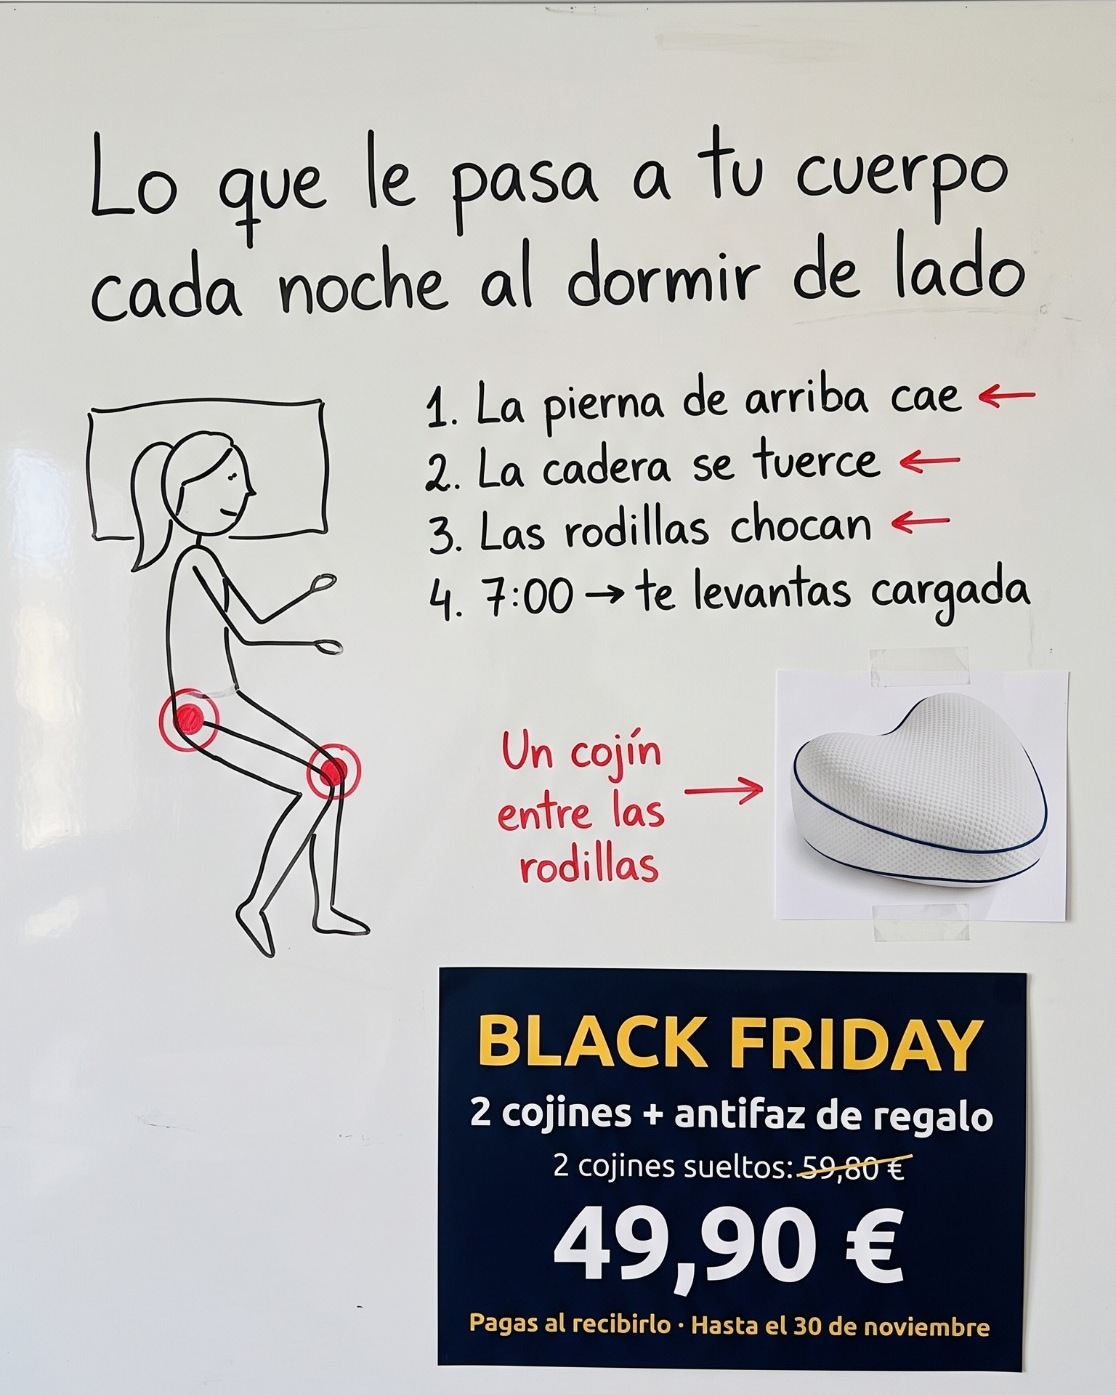 Lo que le pasa a tu cuerpo
cada noche al dormir de lado
1. La pierna de arriba cae ←
2. La cadera se tuerce ←
3. Las rodillas chocan ←
4. 7:00 → te levantas cargada
Un cojín
entre las →
rodillas
BLACK FRIDAY
2 cojines + antifaz de regalo
2 cojines sueltos: 59,80 €
49,90 €
Pagas al recibirlo · Hasta el 30 de noviembre